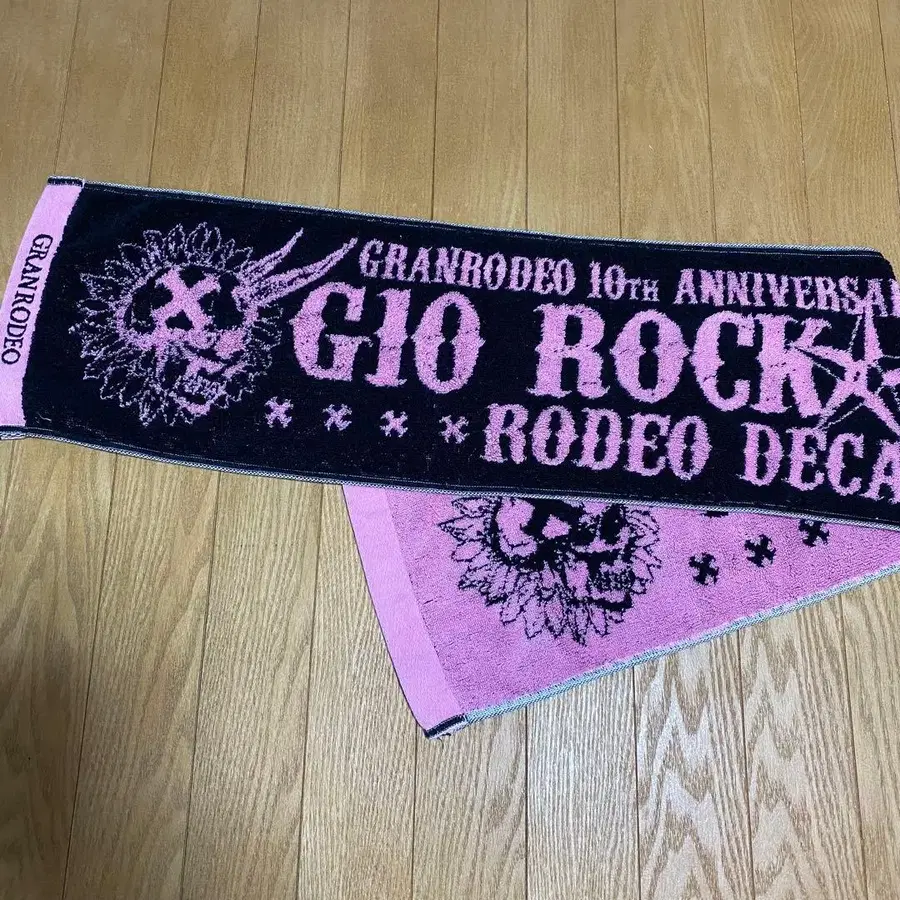 GRANRODEO
GRANRODEO 10TH ANNIVERSA
G10 ROCK
RODEO DECA